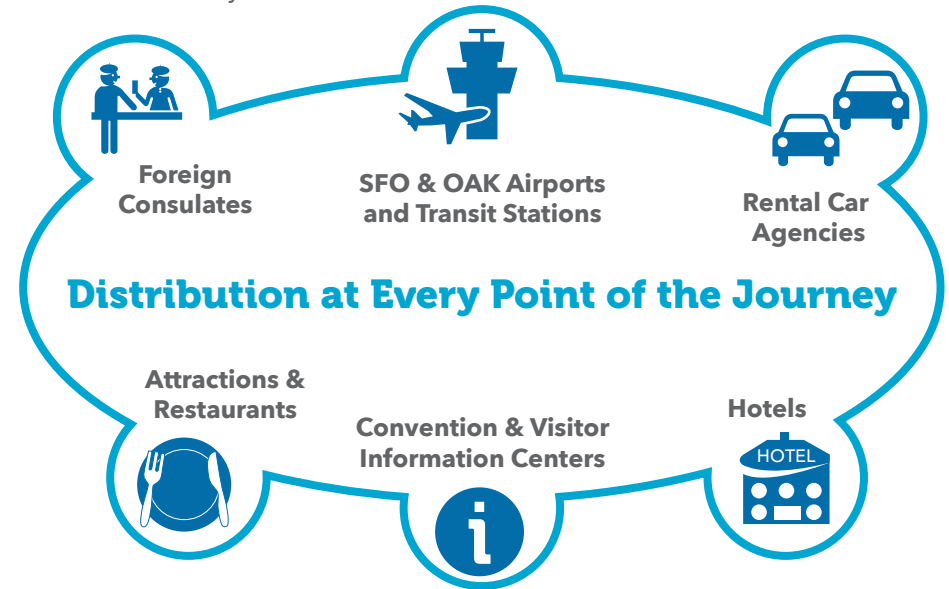 Foreign
Consulates
SFO & OAK Airports
and Transit Stations
Rental Car
Agencies
Distribution at Every Point of the Journey
Attractions &
Restaurants
Convention & Visitor
Information Centers
Hotels
HOTEL
i